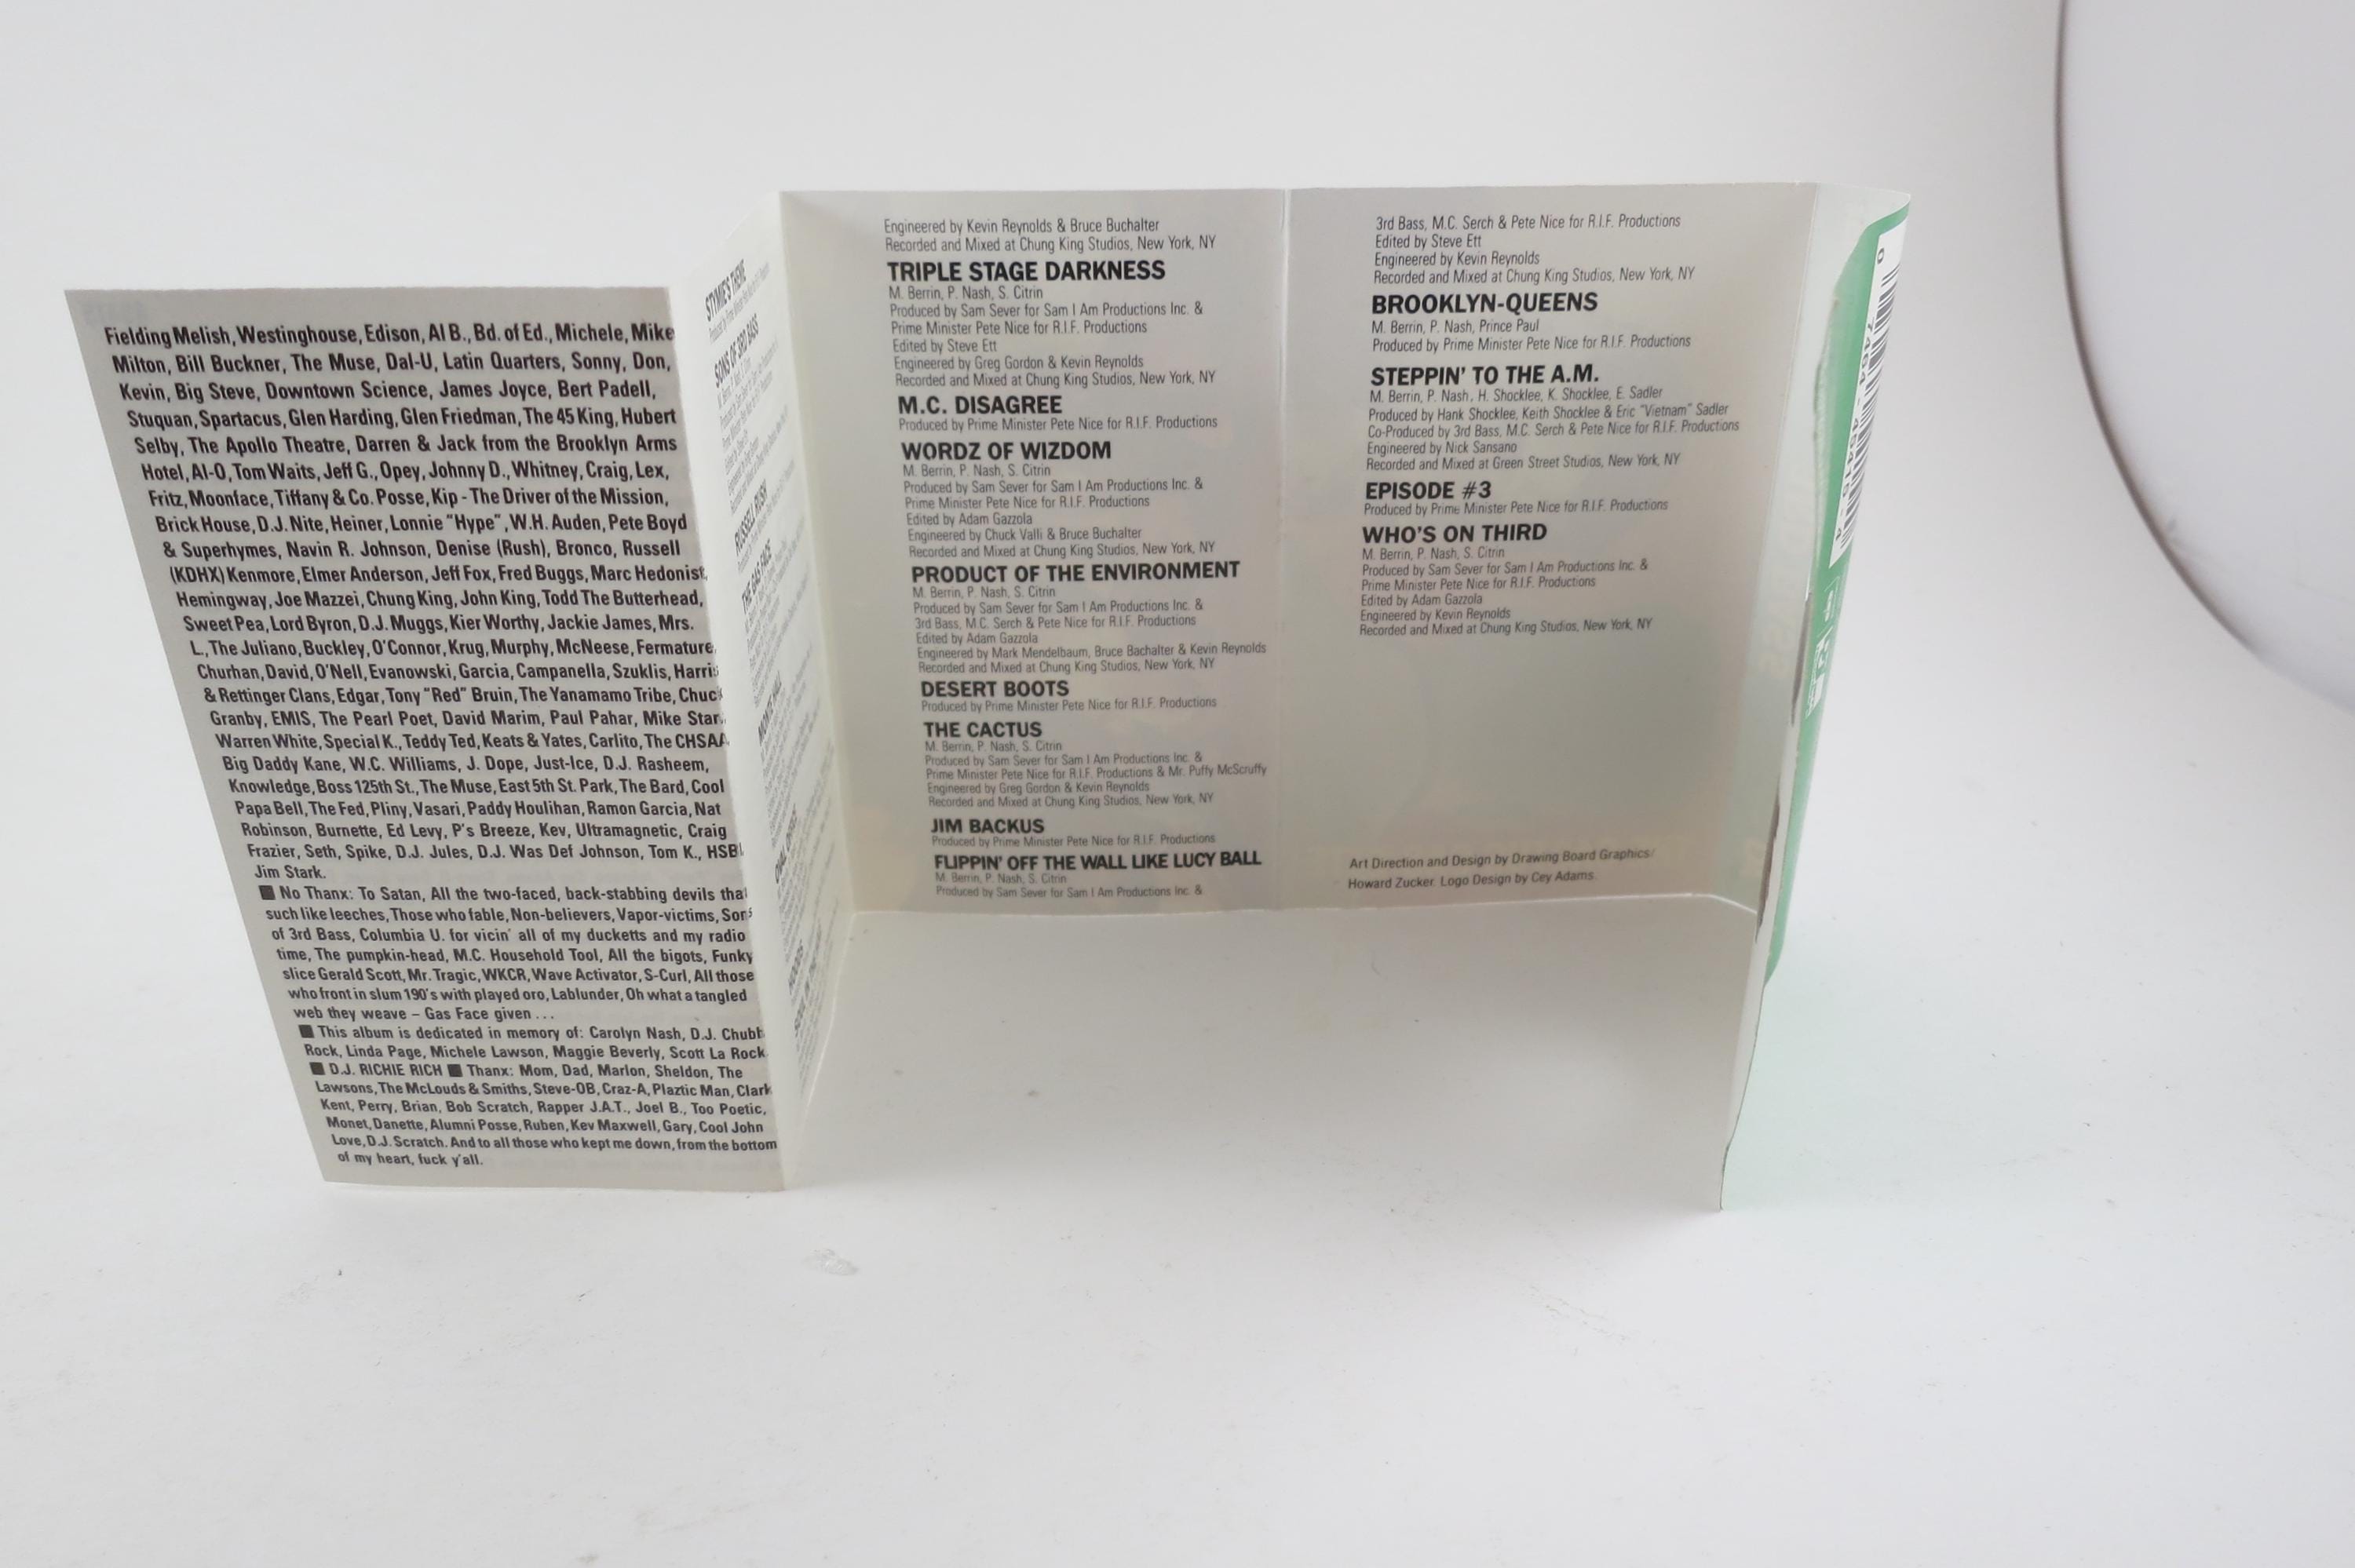 Fielding Melish, Westinghouse, Edison, Al B., Bd. of Ed., Michele, Mike
Milton, Bill Buckner, The Muse, Dal-U, Latin Quarters, Sonny, Don,
Kevin, Big Steve, Downtown Science, James Joyce, Bert Padell,
Stuquan, Spartacus, Glen Harding, Glen Friedman, The 45 King, Hubert
Selby, The Apollo Theatre, Darren & Jack from the Brooklyn Arms
Hotel, Al-O, Tom Waits, Jeff G., Opey, Johnny D., Whitney, Craig, Lex,
Fritz, Moonface, Tiffany & Co. Posse, Kip - The Driver of the Mission,
Brick House, D.J. Nite, Heiner, Lonnie "Hype", W.H. Auden, Pete Boyd
& Superhymes, Navin R. Johnson, Denise (Rush), Bronco, Russell
(KDHX) Kenmore, Elmer Anderson, Jeff Fox, Fred Buggs, Marc Hedonist,
Hemingway, Joe Mazzei, Chung King, John King, Todd The Butterhead,
Sweet Pea, Lord Byron, D.J. Muggs, Kier Worthy, Jackie James, Mrs.
L., The Juliano, Buckley, O'Connor, Krug, Murphy, McNeese, Fermature,
Churhan, David, O'Nell, Evanowski, Garcia, Campanella, Szuklis, Harris
& Rettinger Clans, Edgar, Tony "Red" Bruin, The Yanamamo Tribe, Chuck
Granby, EMIS, The Pearl Poet, David Marim, Paul Pahar, Mike Star,
Warren White, Special K., Teddy Ted, Keats & Yates, Carlito, The CHSAA
Big Daddy Kane, W.C. Williams, J. Dope, Just-Ice, D.J. Rasheem,
Knowledge, Boss 125th St., The Muse, East 5th St. Park, The Bard, Cool
Papa Bell, The Fed, Pliny, Vasari, Paddy Houlihan, Ramon Garcia, Nat
Robinson, Burnette, Ed Levy, P's Breeze, Kev, Ultramagnetic, Craig
Frazier, Seth, Spike, D.J. Jules, D.J. Was Def Johnson, Tom K., HSB
Jim Stark.
■ No Thanx: To Satan, All the two-faced, back-stabbing devils that
such like leeches, Those who fable, Non-believers, Vapor-victims, Sons
of 3rd Bass, Columbia U. for vicin' all of my ducketts and my radio
time, The pumpkin-head, M.C. Household Tool, All the bigots, Funky
slice Gerald Scott, Mr. Tragic, WKCR, Wave Activator, S-Curl, All those
who front in slum 190's with played oro, Lablunder, Oh what a tangled
web they weave – Gas Face given ...
■ This album is dedicated in memory of: Carolyn Nash, D.J. Chubb
Rock, Linda Page, Michele Lawson, Maggie Beverly, Scott La Rock
■ D.J. RICHIE RICH ■ Thanx: Mom, Dad, Marlon, Sheldon, The
Lawsons, The McLouds & Smiths, Steve-OB, Craz-A, Plaztic Man, Clark
Kent, Perry, Brian, Bob Scratch, Rapper J.A.T., Joel B., Too Poetic,
Monet, Danette, Alumni Posse, Ruben, Kev Maxwell, Gary, Cool John
Love, D.J. Scratch. And to all those who kept me down, from the bottom
of my heart, fuck y'all.
STYMIE'S THEME
SONS OF 3RD BASS
RUSSELL RUSH
THE GAS FACE
Engineered by Kevin Reynolds & Bruce Buchalter
Recorded and Mixed at Chung King Studios, New York, NY
TRIPLE STAGE DARKNESS
M. Berrin, P. Nash, S. Citrin
Produced by Sam Sever for Sam I Am Productions Inc. &
Prime Minister Pete Nice for R.I.F. Productions
Edited by Steve Ett
Engineered by Greg Gordon & Kevin Reynolds
Recorded and Mixed at Chung King Studios, New York, NY
M.C. DISAGREE
Produced by Prime Minister Pete Nice for R.I.F. Productions
WORDZ OF WIZDOM
M. Berrin, P. Nash, S. Citrin
Produced by Sam Sever for Sam I Am Productions Inc. &
Prime Minister Pete Nice for R.I.F. Productions
Edited by Adam Gazzola
Engineered by Chuck Valli & Bruce Buchalter
Recorded and Mixed at Chung King Studios, New York, NY
PRODUCT OF THE ENVIRONMENT
M. Berrin, P. Nash, S. Citrin
Produced by Sam Sever for Sam I Am Productions Inc. &
3rd Bass, M.C. Serch & Pete Nice for R.I.F. Productions
Edited by Adam Gazzola
Engineered by Mark Mendelbaum, Bruce Bachalter & Kevin Reynolds
Recorded and Mixed at Chung King Studios, New York, NY
DESERT BOOTS
Produced by Prime Minister Pete Nice for R.I.F. Productions
THE CACTUS
M. Berrin, P. Nash, S. Citrin
Produced by Sam Sever for Sam I Am Productions Inc. &
Prime Minister Pete Nice for R.I.F. Productions & Mr. Puffy McScruffy
Engineered by Greg Gordon & Kevin Reynolds
Recorded and Mixed at Chung King Studios, New York, NY
JIM BACKUS
Produced by Prime Minister Pete Nice for R.I.F. Productions
FLIPPIN' OFF THE WALL LIKE LUCY BALL
M. Berrin, P. Nash, S. Citrin
Produced by Sam Sever for Sam I Am Productions Inc. &
3rd Bass, M.C. Serch & Pete Nice for R.I.F. Productions
Edited by Steve Ett
Engineered by Kevin Reynolds
Recorded and Mixed at Chung King Studios, New York, NY
BROOKLYN-QUEENS
M. Berrin, P. Nash, Prince Paul
Produced by Prime Minister Pete Nice for R.I.F. Productions
STEPPIN' TO THE A.M.
M. Berrin, P. Nash, H. Shocklee, K. Shocklee, E. Sadler
Produced by Hank Shocklee, Keith Shocklee & Eric "Vietnam" Sadler
Co-Produced by 3rd Bass, M.C. Serch & Pete Nice for R.I.F. Productions
Engineered by Nick Sansano
Recorded and Mixed at Green Street Studios, New York, NY
EPISODE #3
Produced by Prime Minister Pete Nice for R.I.F. Productions
WHO'S ON THIRD
M. Berrin, P. Nash, S. Citrin
Produced by Sam Sever for Sam I Am Productions Inc. &
Prime Minister Pete Nice for R.I.F. Productions
Edited by Adam Gazzola
Engineered by Kevin Reynolds
Recorded and Mixed at Chung King Studios, New York, NY
Art Direction and Design by Drawing Board Graphics/
Howard Zucker. Logo Design by Cey Adams.